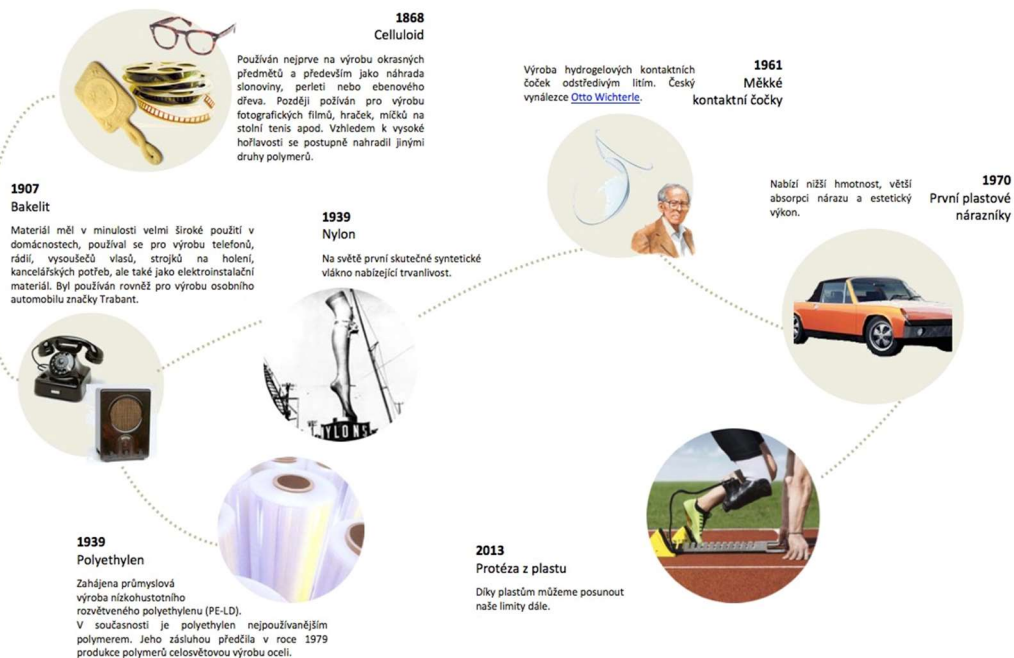 1868
Celluloid
Používán nejprve na výrobu okrasných
předmětů a především jako náhrada
slonoviny, perleti nebo ebenového
dřeva. Později požíván pro výrobu
fotografických filmů, hraček, míčků na
stolní tenis apod. Vzhledem k vysoké
hořlavosti se postupně nahradil jinými
druhy polymerů.
1907
Bakelit
Materiál měl v minulosti velmi široké použití v
domácnostech, používal se pro výrobu telefonů,
rádií, vysoušečů vlasů, strojků na holení,
kancelářských potřeb, ale také jako elektroinstalační
materiál. Byl používán rovněž pro výrobu osobního
automobilu značky Trabant.
1939
Nylon
Na světě první skutečné syntetické
vlákno nabízející trvanlivost.
NYLONS
1939
Polyethylen
Zahájena průmyslová
výroba nízkohustotního
rozvětveného polyethylenu (PE-LD).
V současnosti je polyethylen nejpoužívanějším
polymerem. Jeho zásluhou předčila v roce 1979
produkce polymerů celosvětovou výrobu oceli.
1961
Měkké
kontaktní čočky
Výroba hydrogelových kontaktních
čoček odstředivým litím. Český
vynálezce Otto Wichterle.
1970
První plastové
nárazníky
Nabízí nižší hmotnost, větší
absorpci nárazu a estetický
výkon.
2013
Protéza z plastu
Díky plastům můžeme posunout
naše limity dále.